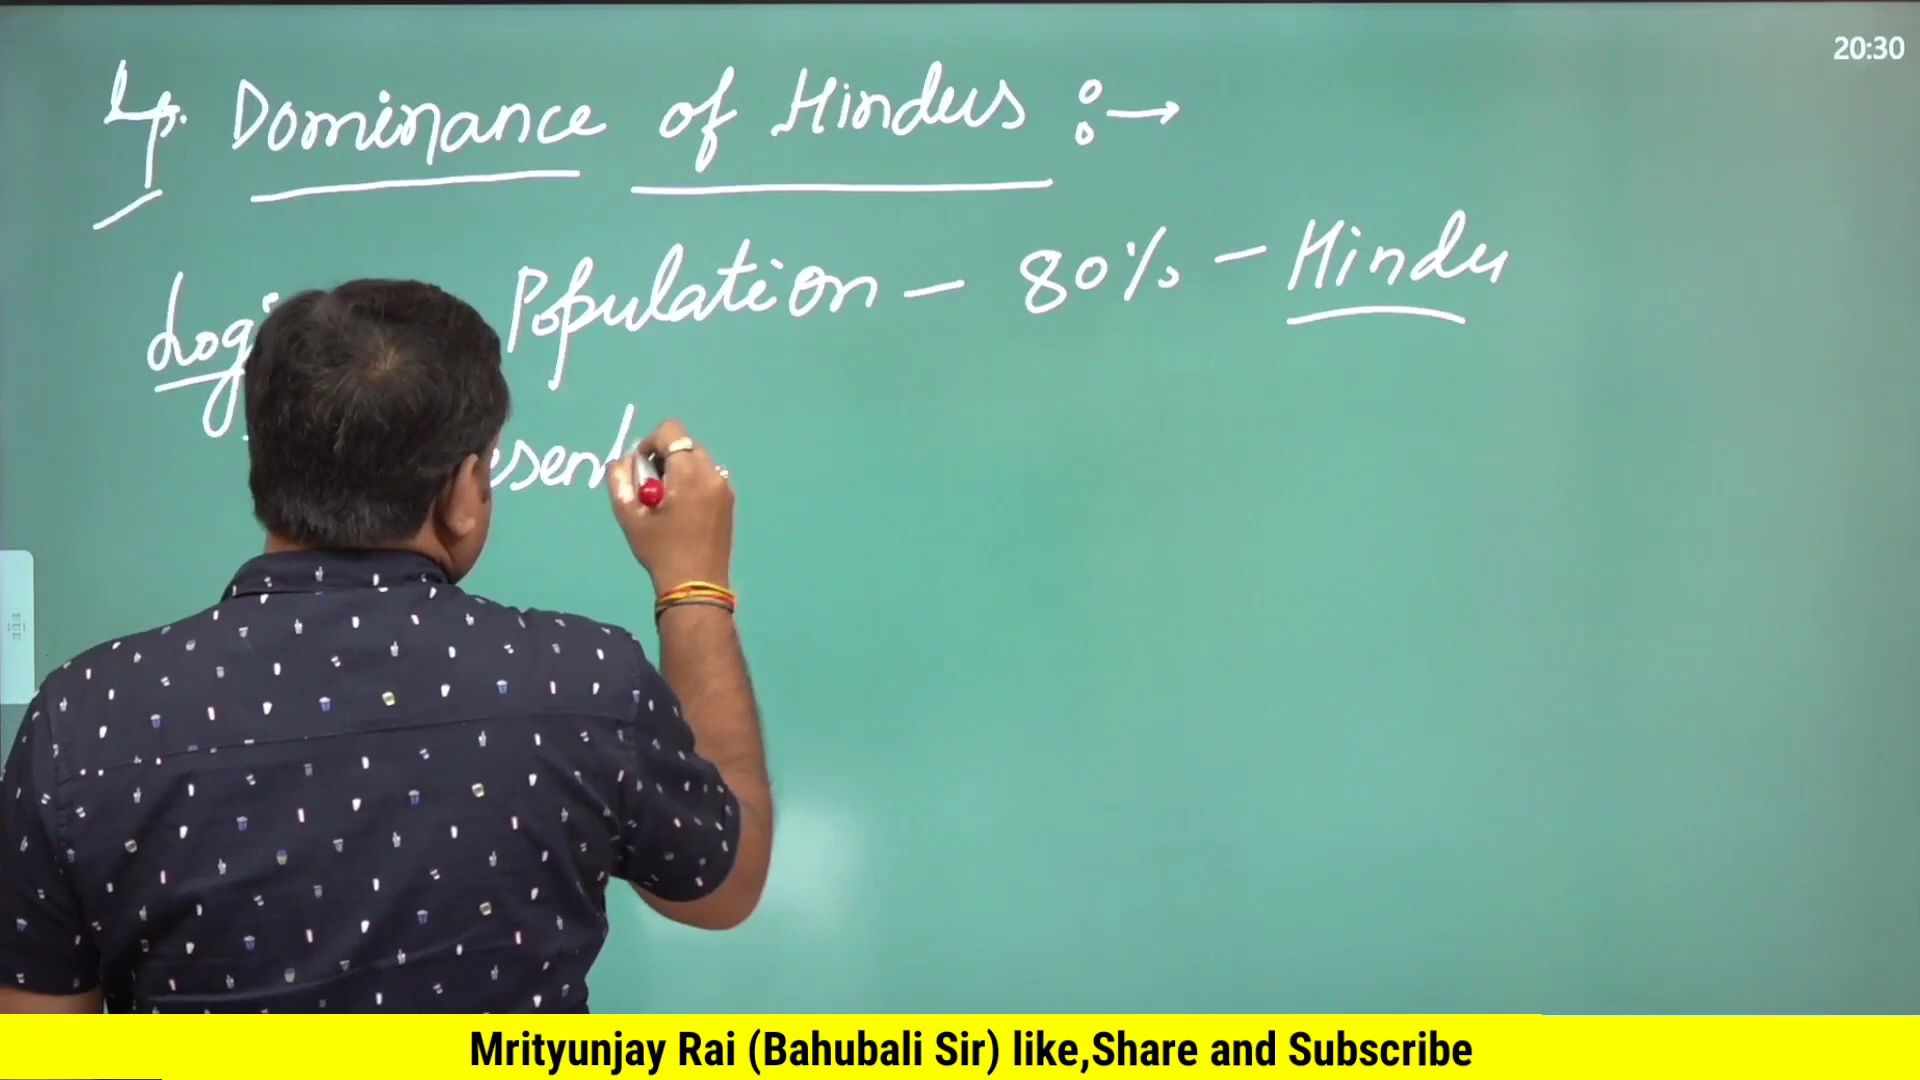 20:30
4. Dominance of Hindus :→
Population – 80% – Hindu
Mrityunjay Rai (Bahubali Sir) like,Share and Subscribe